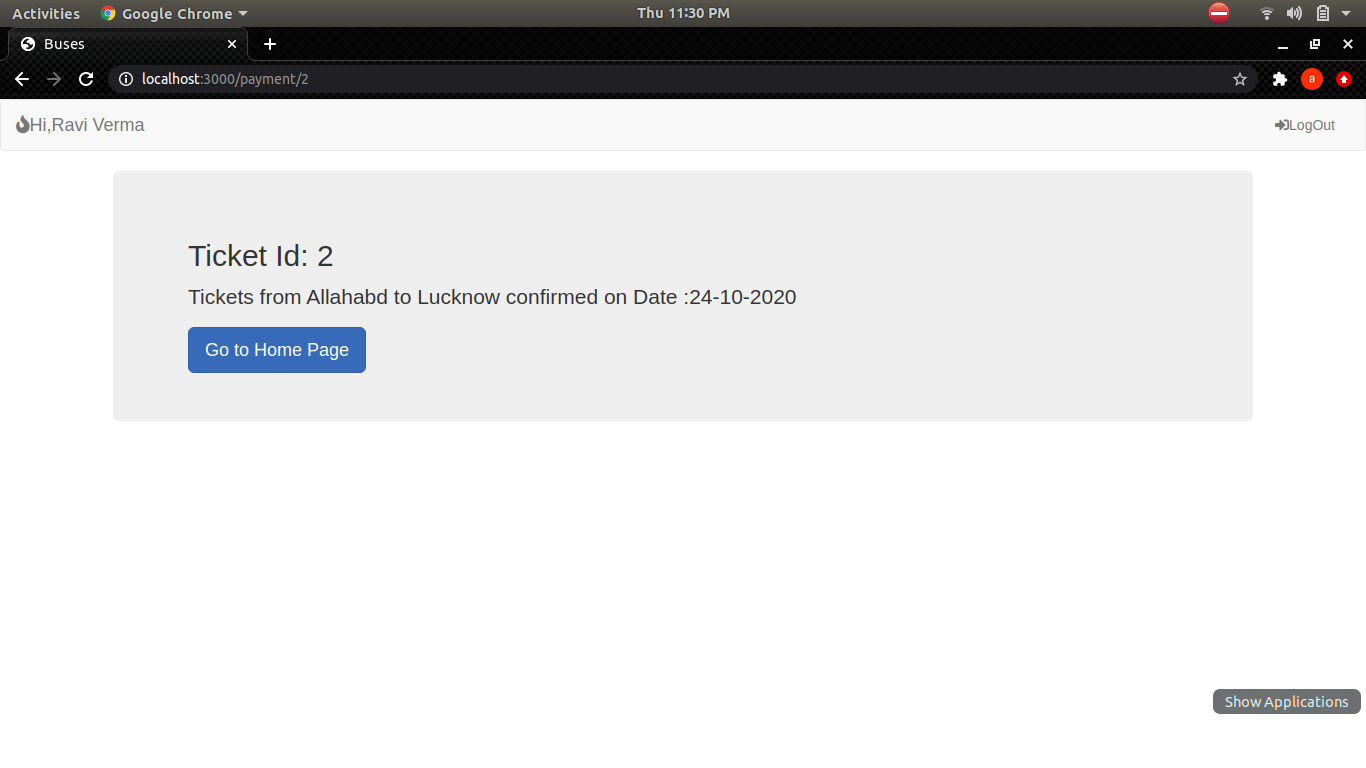 Activities Google Chrome Thu 11:30 PM
Buses
localhost:3000/payment/2 a
Hi,Ravi Verma LogOut
Ticket Id: 2
Tickets from Allahabd to Lucknow confirmed on Date :24-10-2020
Go to Home Page
Show Applications